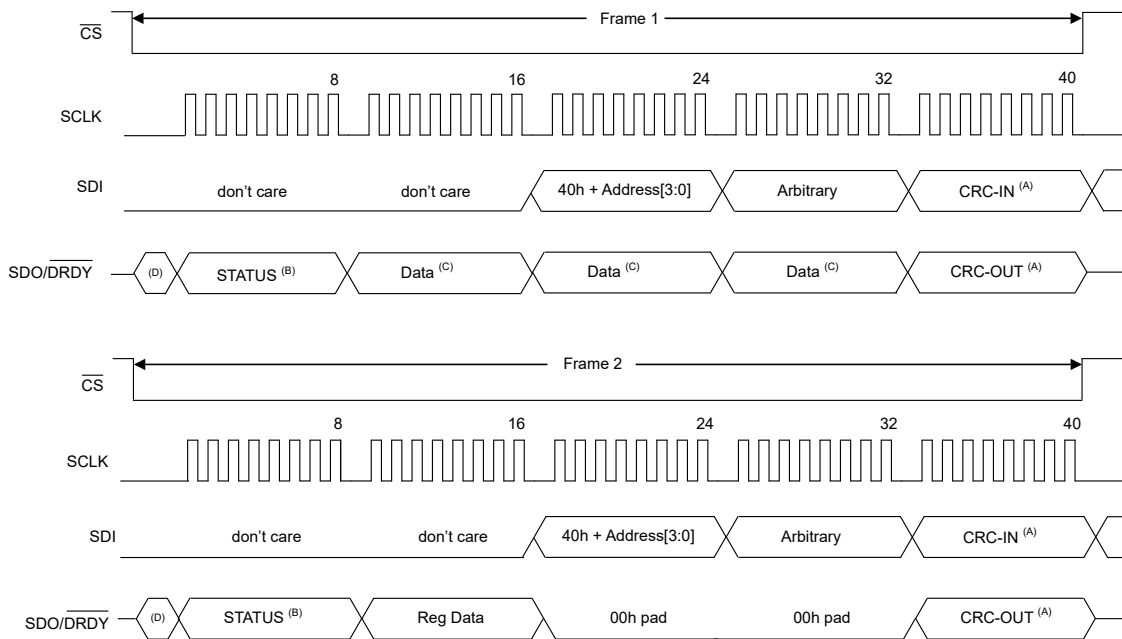 Frame 1
CS
8 16 24 32 40
SCLK
SDI don't care don't care 40h + Address[3:0] Arbitrary CRC-IN (A)
SDO/DRDY (D) STATUS (B) Data (C) Data (C) Data (C) CRC-OUT (A)
Frame 2
CS
8 16 24 32 40
SCLK
SDI don't care don't care 40h + Address[3:0] Arbitrary CRC-IN (A)
SDO/DRDY (D) STATUS (B) Reg Data 00h pad 00h pad CRC-OUT (A)